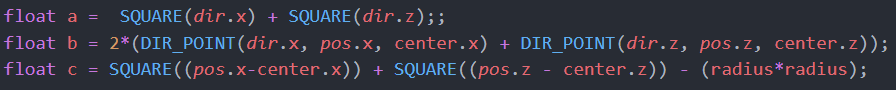 float a =  SQUARE(dir.x) + SQUARE(dir.z);;
float b = 2*(DIR_POINT(dir.x, pos.x, center.x) + DIR_POINT(dir.z, pos.z, center.z));
float c = SQUARE((pos.x-center.x)) + SQUARE((pos.z - center.z)) - (radius*radius);